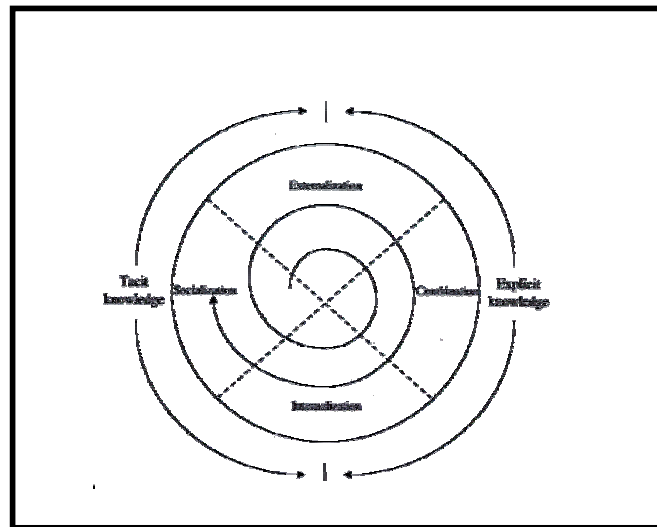 Externalization
Tacit
knowledge
Socialization
Combination
Explicit
knowledge
Internalization